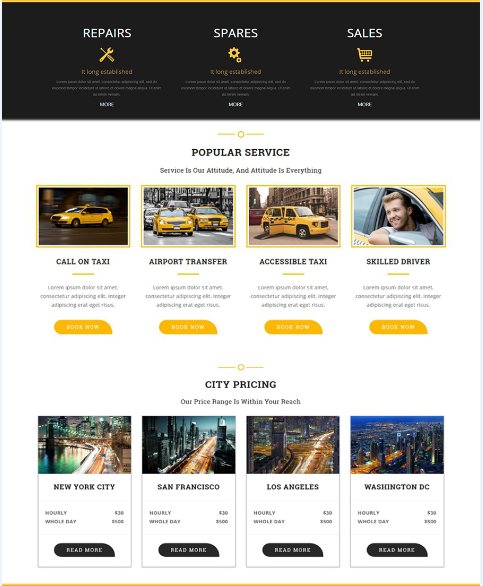 REPAIRS
SPARES
SALES
It long established
It long established
It long established
Lorem ipsum dolor sit amet, consectetur adipisicing elit, sed do
eiusmod tempor incididunt ut labore et dolore magna aliqua. Ut enim
ad minim veniam.
Lorem ipsum dolor sit amet, consectetur adipisicing elit, sed do
eiusmod tempor incididunt ut labore et dolore magna aliqua. Ut enim
ad minim veniam.
Lorem ipsum dolor sit amet, consectetur adipisicing elit, sed do
eiusmod tempor incididunt ut labore et dolore magna aliqua. Ut enim
ad minim veniam.
MORE
MORE
MORE
POPULAR SERVICE
Service Is Our Attitude, And Attitude Is Everything
CALL ON TAXI
AIRPORT TRANSFER
ACCESSIBLE TAXI
SKILLED DRIVER
Lorem ipsum dolor sit amet,
consectetur adipiscing elit. Integer
adipiscing erat eget risus.
Lorem ipsum dolor sit amet,
consectetur adipiscing elit. Integer
adipiscing erat eget risus.
Lorem ipsum dolor sit amet,
consectetur adipiscing elit. Integer
adipiscing erat eget risus.
Lorem ipsum dolor sit amet,
consectetur adipiscing elit. Integer
adipiscing erat eget risus.
BOOK NOW
BOOK NOW
BOOK NOW
BOOK NOW
CITY PRICING
Our Price Range Is Within Your Reach
NEW YORK CITY
SAN FRANCISCO
LOS ANGELES
WASHINGTON DC
HOURLY $30
WHOLE DAY $500
HOURLY $30
WHOLE DAY $500
HOURLY $30
WHOLE DAY $500
HOURLY $30
WHOLE DAY $500
READ MORE
READ MORE
READ MORE
READ MORE